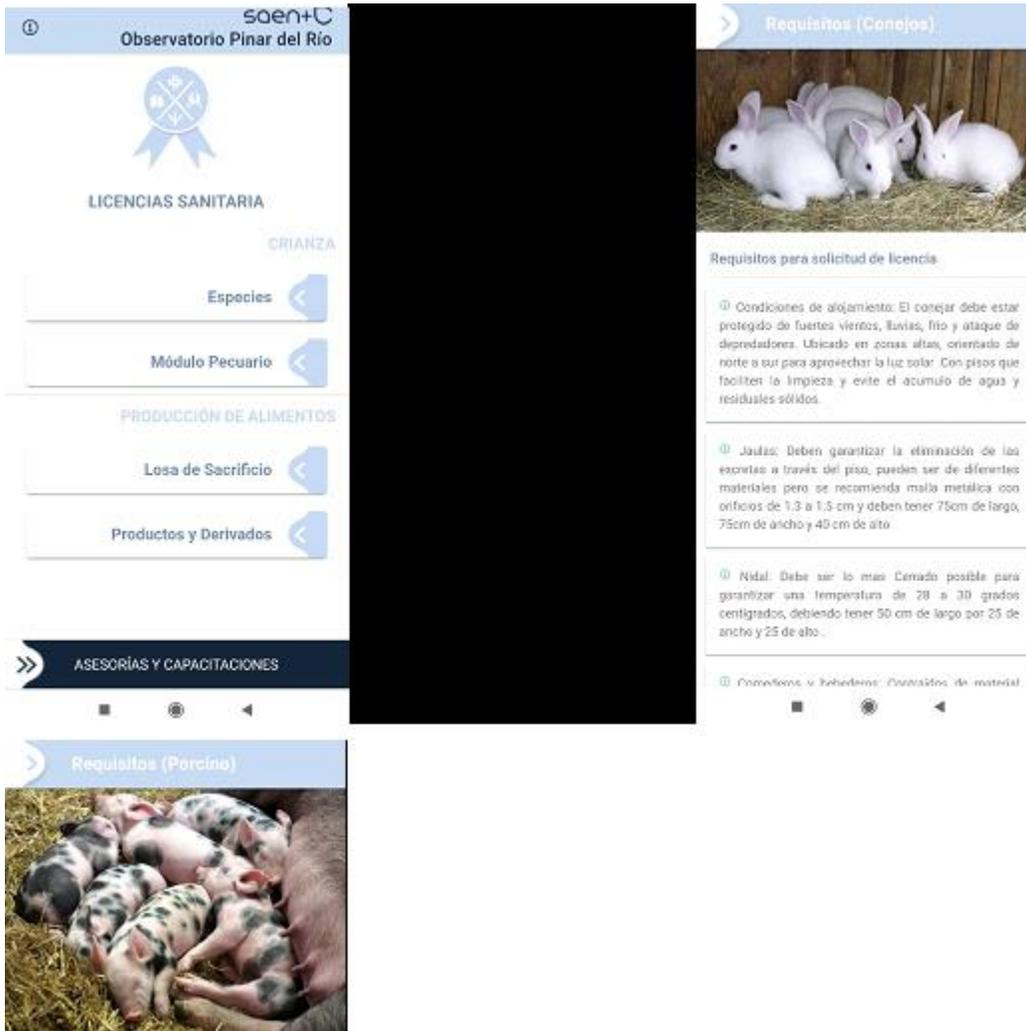 saen+C
Observatorio Pinar del Río
LICENCIAS SANITARIA
CRIANZA
Especies
Módulo Pecuario
PRODUCCIÓN DE ALIMENTOS
Losa de Sacrificio
Productos y Derivados
ASESORÍAS Y CAPACITACIONES
Requisitos (Conejos)
Requisitos para solicitud de licencia
Condiciones de alojamiento: El conejar debe estar
protegido de fuertes vientos, lluvias, frio y ataque de
depredadores. Ubicado en zonas altas, orientado de
norte a sur para aprovechar la luz solar. Con pisos que
faciliten la limpieza y evite el acumulo de agua y
residuales sólidos.
Jaulas: Deben garantizar la eliminación de las
excretas a través del piso, pueden ser de diferentes
materiales pero se recomienda malla metálica con
orificios de 1.3 a 1.5 cm y deben tener 75cm de largo,
75cm de ancho y 40 cm de alto
Nidal: Debe ser lo mas Cerrado posible para
garantizar una temperatura de 28 a 30 grados
centigrados, debiendo tener 50 cm de largo por 25 de
ancho y 25 de alto .
Comederos y bebederos: de material
Requisitos (Porcino)